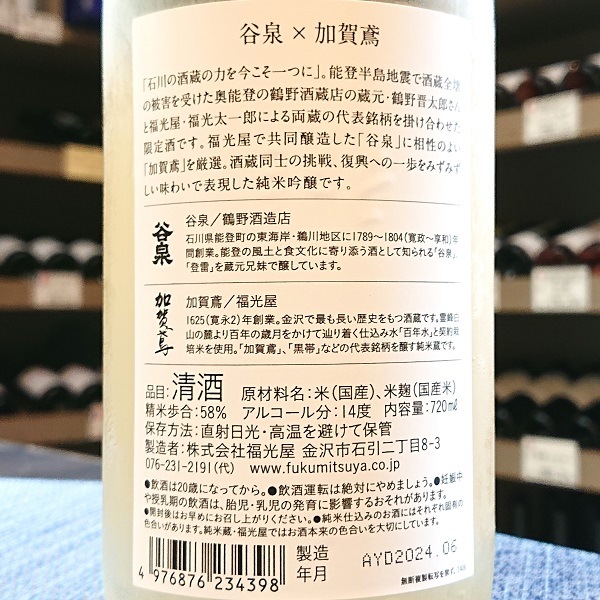 谷泉×加賀鳶
「石川の酒蔵の力を今こそ一つに」。能登半島地震で酒蔵全壊
の被害を受けた奥能登の鶴野酒蔵店の蔵元・鶴野晋太郎さん
と福光屋・福光太一郎による両蔵の代表銘柄を掛け合わせた
限定酒です。福光屋で共同醸造した「谷泉」に相性のよい
「加賀鳶」を厳選。酒蔵同士の挑戦、復興への一歩をみずみず
しい味わいで表現した純米吟醸です。
谷泉
谷泉/鶴野酒造店
石川県能登町の東海岸・鵜川地区に1789〜1804(寛政〜享和)年
間創業。能登の風土と食文化に寄り添う酒として知られる「谷泉」、
「登雷」を蔵元兄妹で醸しています。
加賀鳶
加賀鳶/福光屋
1625(寛永2)年創業。金沢で最も長い歴史をもつ酒蔵です。霊峰白
山の麓より百年の歳月をかけて辿り着く仕込み水「百年水」と契約栽
培米を使用。「加賀鳶」、「黒帯」などの代表銘柄を醸す純米蔵です。
品目:清酒 原材料名:米(国産)、米麹(国産米)
精米歩合:58% アルコール分:14度 内容量:720mℓ
保存方法:直射日光・高温を避けて保管
製造者:株式会社福光屋 金沢市石引二丁目8-3
076-231-2191(代) www.fukumitsuya.co.jp
●飲酒は20歳になってから。●飲酒運転は絶対にやめましょう。●妊娠中
や授乳期の飲酒は、胎児・乳児の発育に影響するおそれがあります。
●開封後はお早めにお召し上がりください。●純米仕込みのお酒にはそれぞれ固有の
色合いがあります。純米蔵・福光屋ではお酒本来の色合いを大切にしています。
4 976876 234398
製造
年月
AYD2024.06
無断複製転写を禁ず。